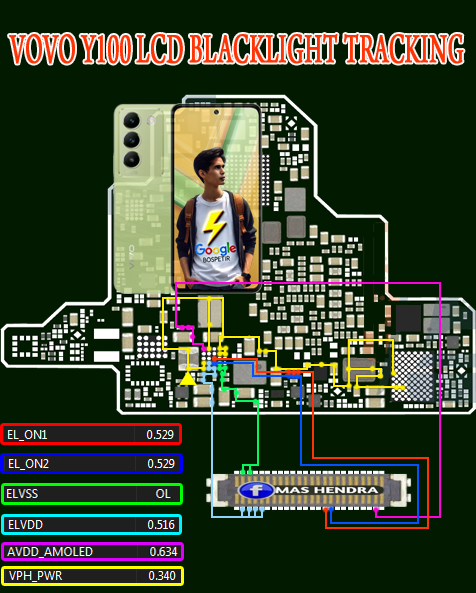 VOVO Y100 LCD BLACKLIGHT TRACKING
Google
BOSPETIR
EL_ON1 0.529
EL_ON2 0.529
ELVSS OL
ELVDD 0.516
AVDD_AMOLED 0.634
VPH_PWR 0.340
f MAS HENDRA